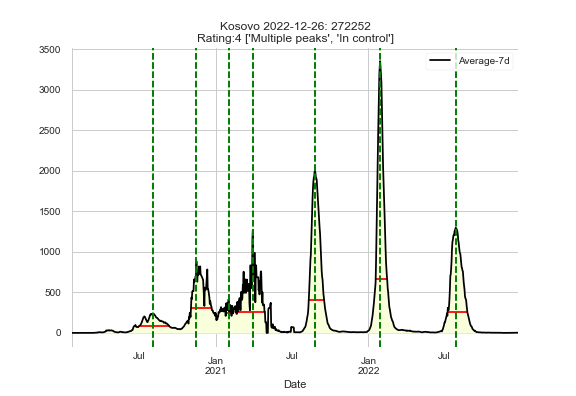 Kosovo 2022-12-26: 272252
Rating:4 ['Multiple peaks', 'In control']
Average-7d
3500
3000
2500
2000
1500
1000
500
0
Jul
Jan
2021
Jul
Jan
2022
Jul
Date